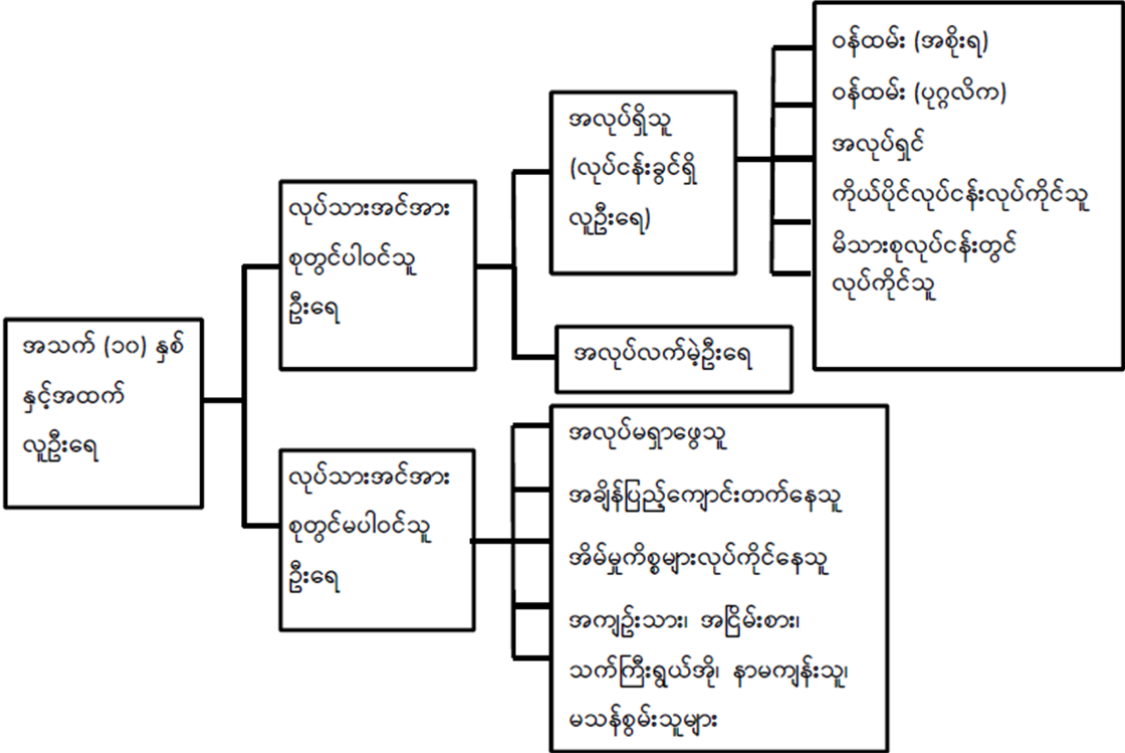 အသက် (၁၀) နှစ်
နှင့်အထက်
လူဦးရေ
လုပ်သားအင်အား
စုတွင်ပါဝင်သူ
ဦးရေ
လုပ်သားအင်အား
စုတွင်မပါဝင်သူ
ဦးရေ
အလုပ်ရှိသူ
(လုပ်ငန်းခွင်ရှိ
လူဦးရေ)
အလုပ်လက်မဲ့ဦးရေ
ဝန်ထမ်း (အစိုးရ)
ဝန်ထမ်း (ပုဂ္ဂလိက)
အလုပ်ရှင်
ကိုယ်ပိုင်လုပ်ငန်းလုပ်ကိုင်သူ
မိသားစုလုပ်ငန်းတွင်
လုပ်ကိုင်သူ
အလုပ်မရှာဖွေသူ
အချိန်ပြည့်ကျောင်းတက်နေသူ
အိမ်မှုကိစ္စများလုပ်ကိုင်နေသူ
အကျဉ်းသား၊ အငြိမ်းစား၊
သက်ကြီးရွယ်အို၊ နာမကျန်းသူ၊
မသန်စွမ်းသူများ